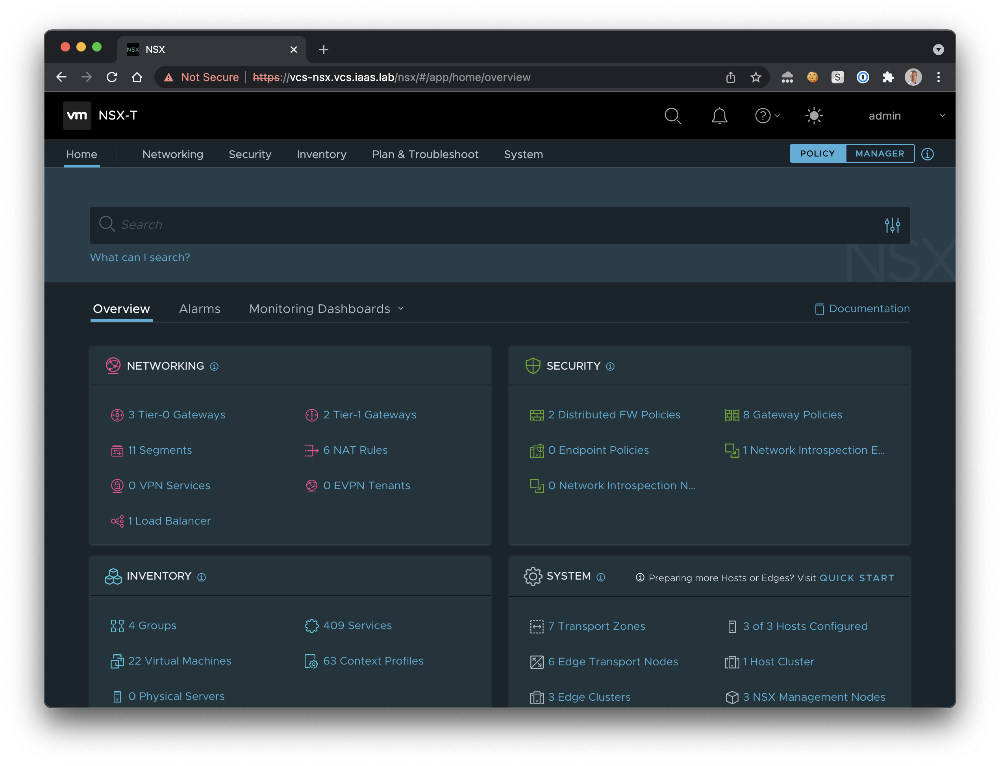 NSX NSX
Not Secure https://vcs-nsx.vcs.iaas.lab/nsx/#/app/home/overview S
vm NSX-T admin
Home Networking Security Inventory Plan & Troubleshoot System POLICY MANAGER
Search
What can I search?
NSX
Overview Alarms Monitoring Dashboards Documentation
NETWORKING
3 Tier-0 Gateways 2 Tier-1 Gateways
11 Segments 6 NAT Rules
0 VPN Services 0 EVPN Tenants
1 Load Balancer
SECURITY
2 Distributed FW Policies 8 Gateway Policies
0 Endpoint Policies 1 Network Introspection E...
0 Network Introspection N...
INVENTORY
4 Groups 409 Services
22 Virtual Machines 63 Context Profiles
0 Physical Servers
SYSTEM Preparing more Hosts or Edges? Visit QUICK START
7 Transport Zones 3 of 3 Hosts Configured
6 Edge Transport Nodes 1 Host Cluster
3 Edge Clusters 3 NSX Management Nodes